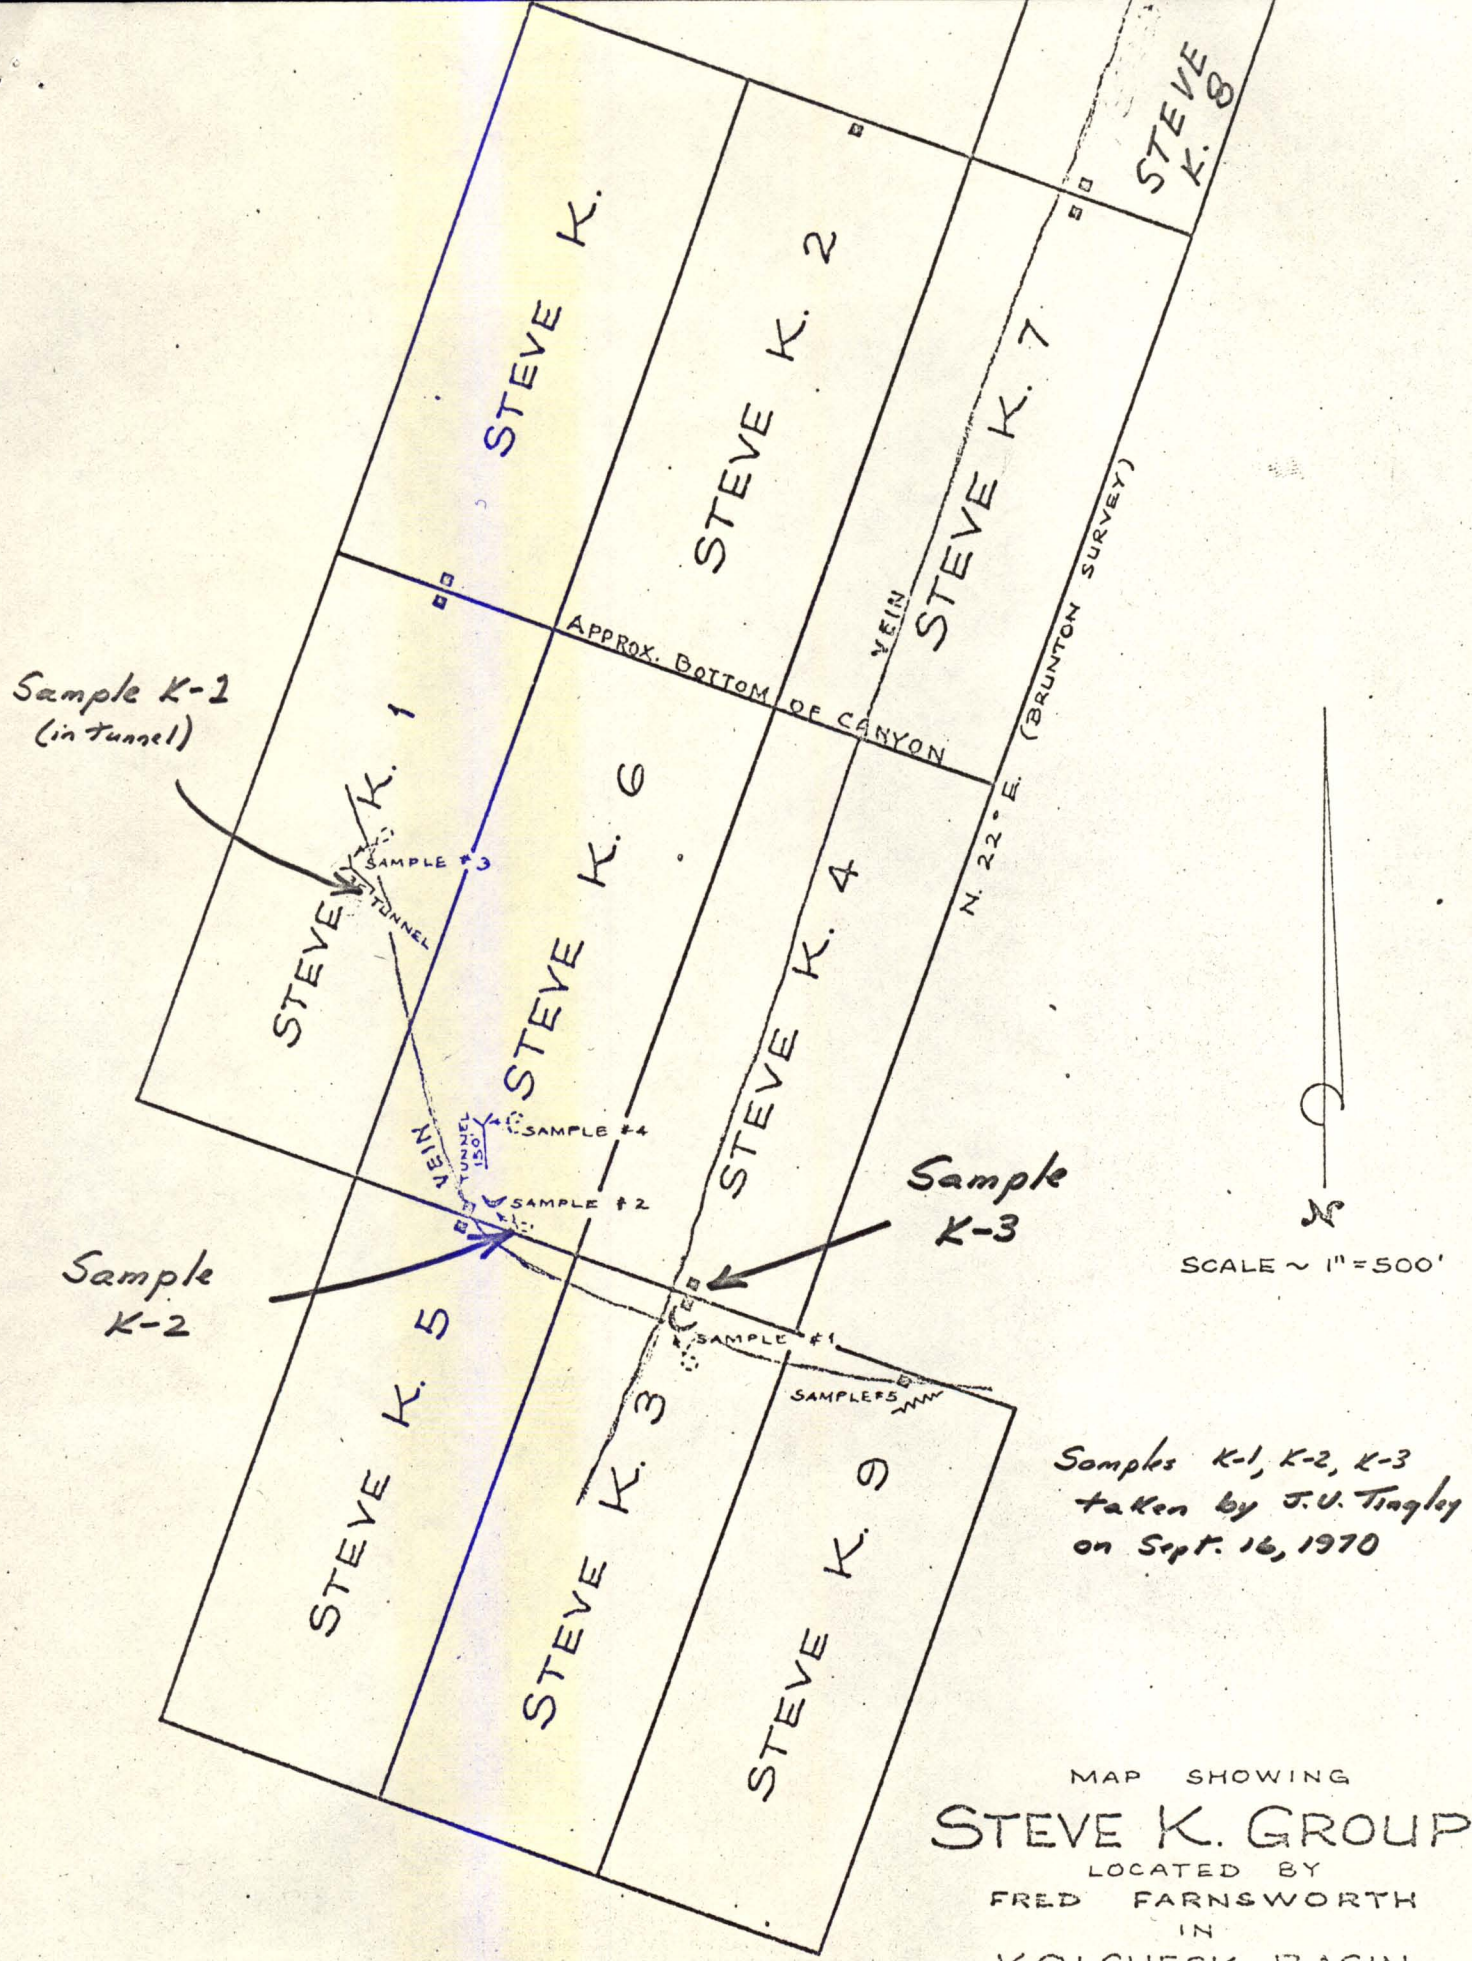 STEVE K. 8
STEVE K.
STEVE K. 2
STEVE K. 7
VEIN
APPROX. BOTTOM OF CANYON
N. 22° E. (BRUNTON SURVEY)
Sample K-1
(in tunnel)
STEVE K. 1
SAMPLE #3
TUNNEL
STEVE K. 6
STEVE K. 4
VEIN
TUNNEL
150'
SAMPLE #4
SAMPLE #2
Sample
K-3
N
SCALE ~ 1"=500'
Sample
K-2
STEVE K. 5
SAMPLE #1
SAMPLE #5
STEVE K. 3
STEVE K. 9
Samples K-1, K-2, K-3
taken by J.V. Tingley
on Sept. 16, 1970
MAP SHOWING
STEVE K. GROUP
LOCATED BY
FRED FARNSWORTH
IN
BASIN